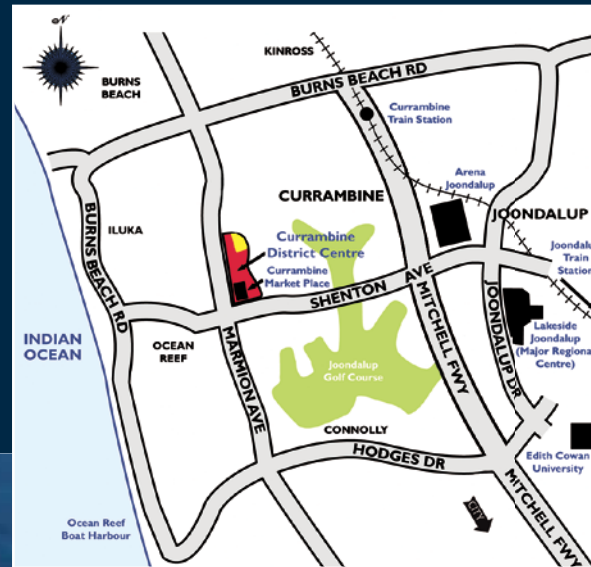 N
KINROSS
BURNS
BEACH
BURNS BEACH RD
Currambine
Train Station
Arena
Joondalup
CURRAMBINE
JOONDALUP
ILUKA
BURNS BEACH RD
Currambine
District Centre
Currambine
Market Place
Joondalup
Train
Station
SHENTON AVE
MITCHELL FWY
JOONDALUP DR
INDIAN
OCEAN
OCEAN
REEF
MARMION AVE
Lakeside
Joondalup
(Major Regional
Centre)
Joondalup
Golf Course
CONNOLLY
HODGES DR
Edith Cowan
University
MITCHELL FWY
CITY
Ocean Reef
Boat Harbour